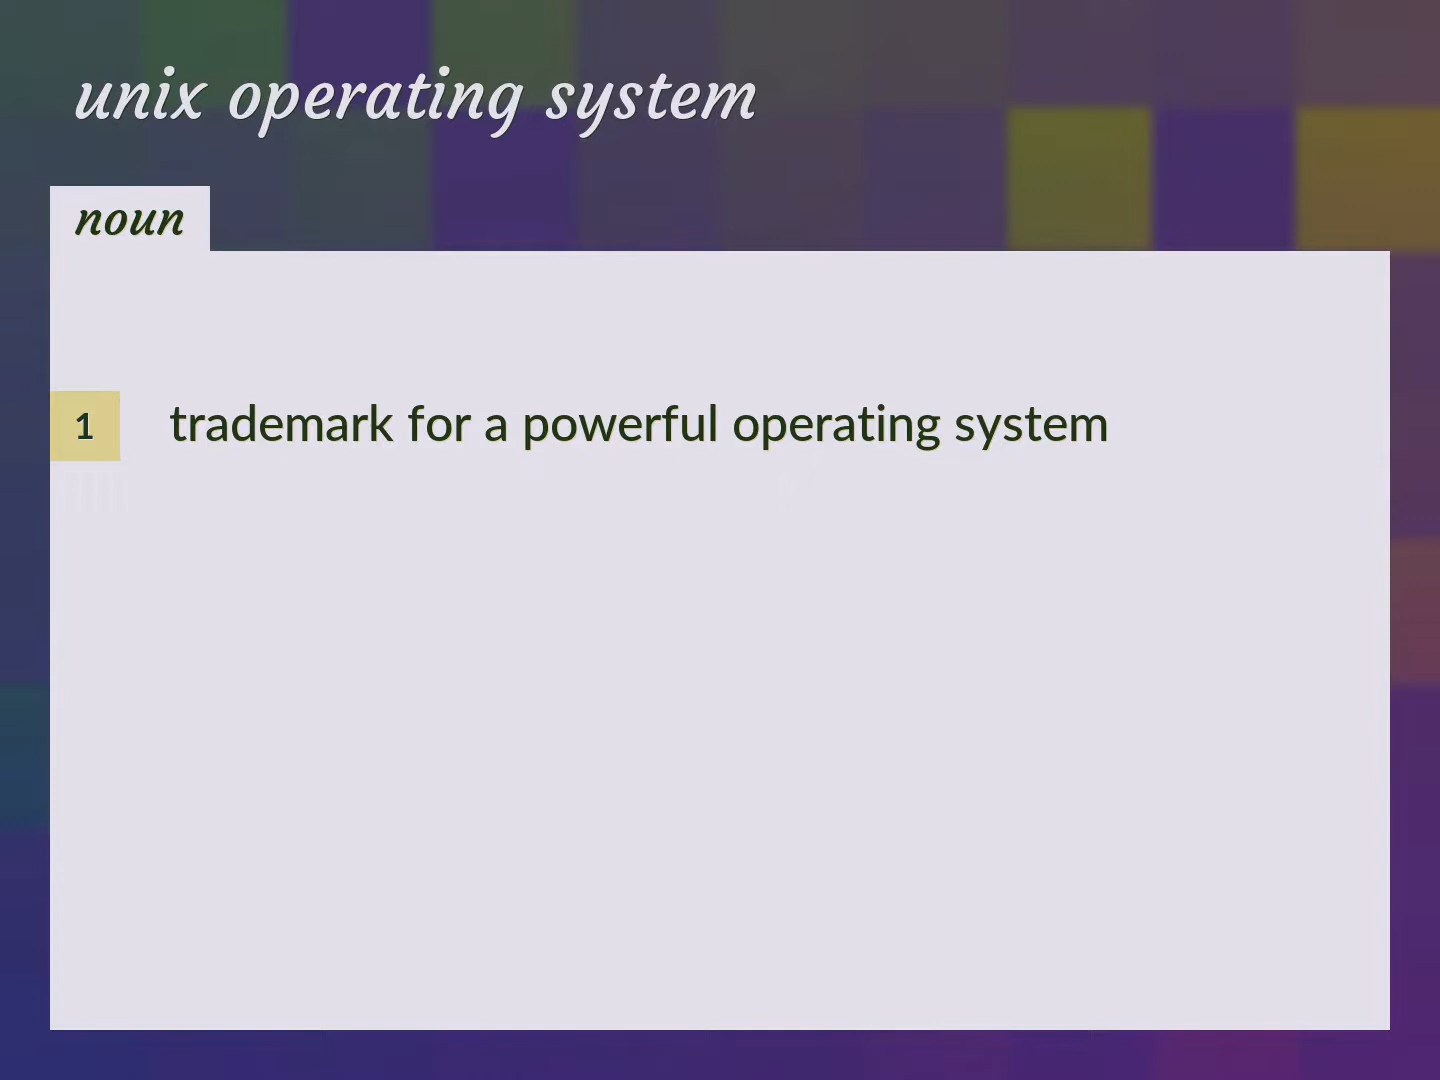 unix operating system
noun
1 trademark for a powerful operating system